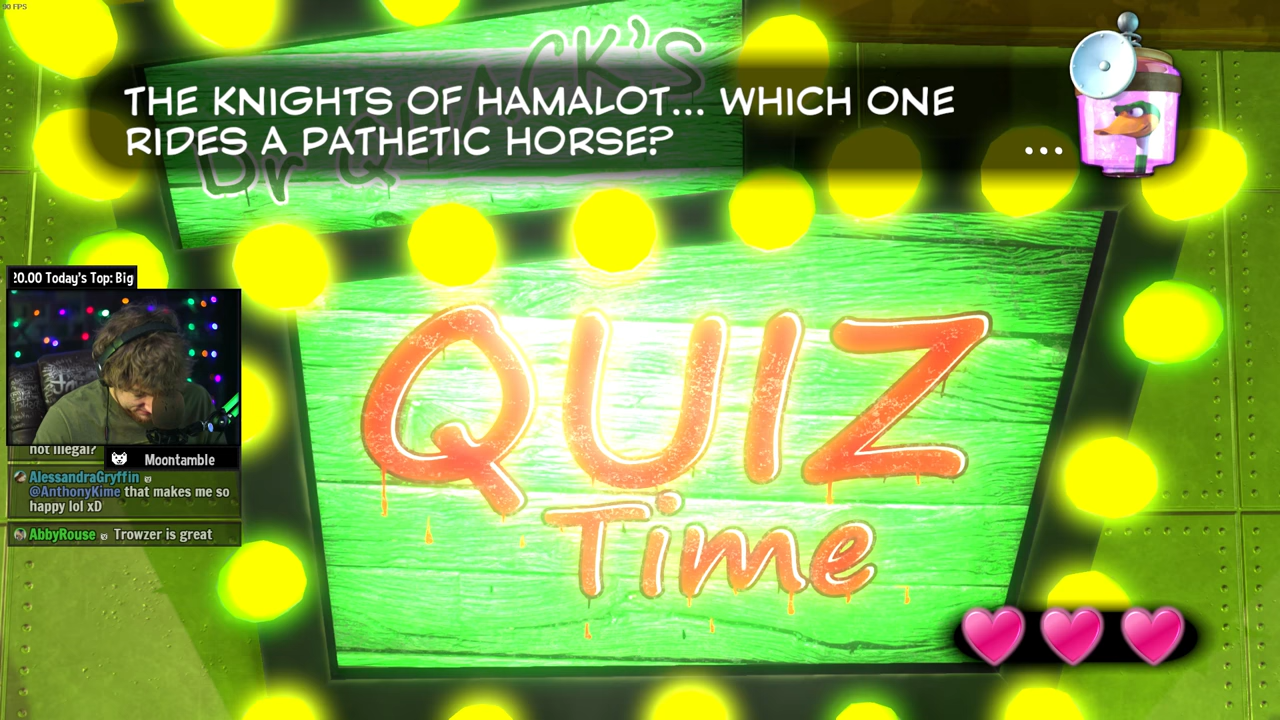 90 FPS
Dr QUACK'S
THE KNIGHTS OF HAMALOT... WHICH ONE
RIDES A PATHETIC HORSE?
...
20.00 Today's Top: Big
QUIZ
Time
not illegal?
Moontamble
AlessandraGryffin
@AnthonyKime that makes me so
happy lol xD
AbbyRouse Trowzer is great